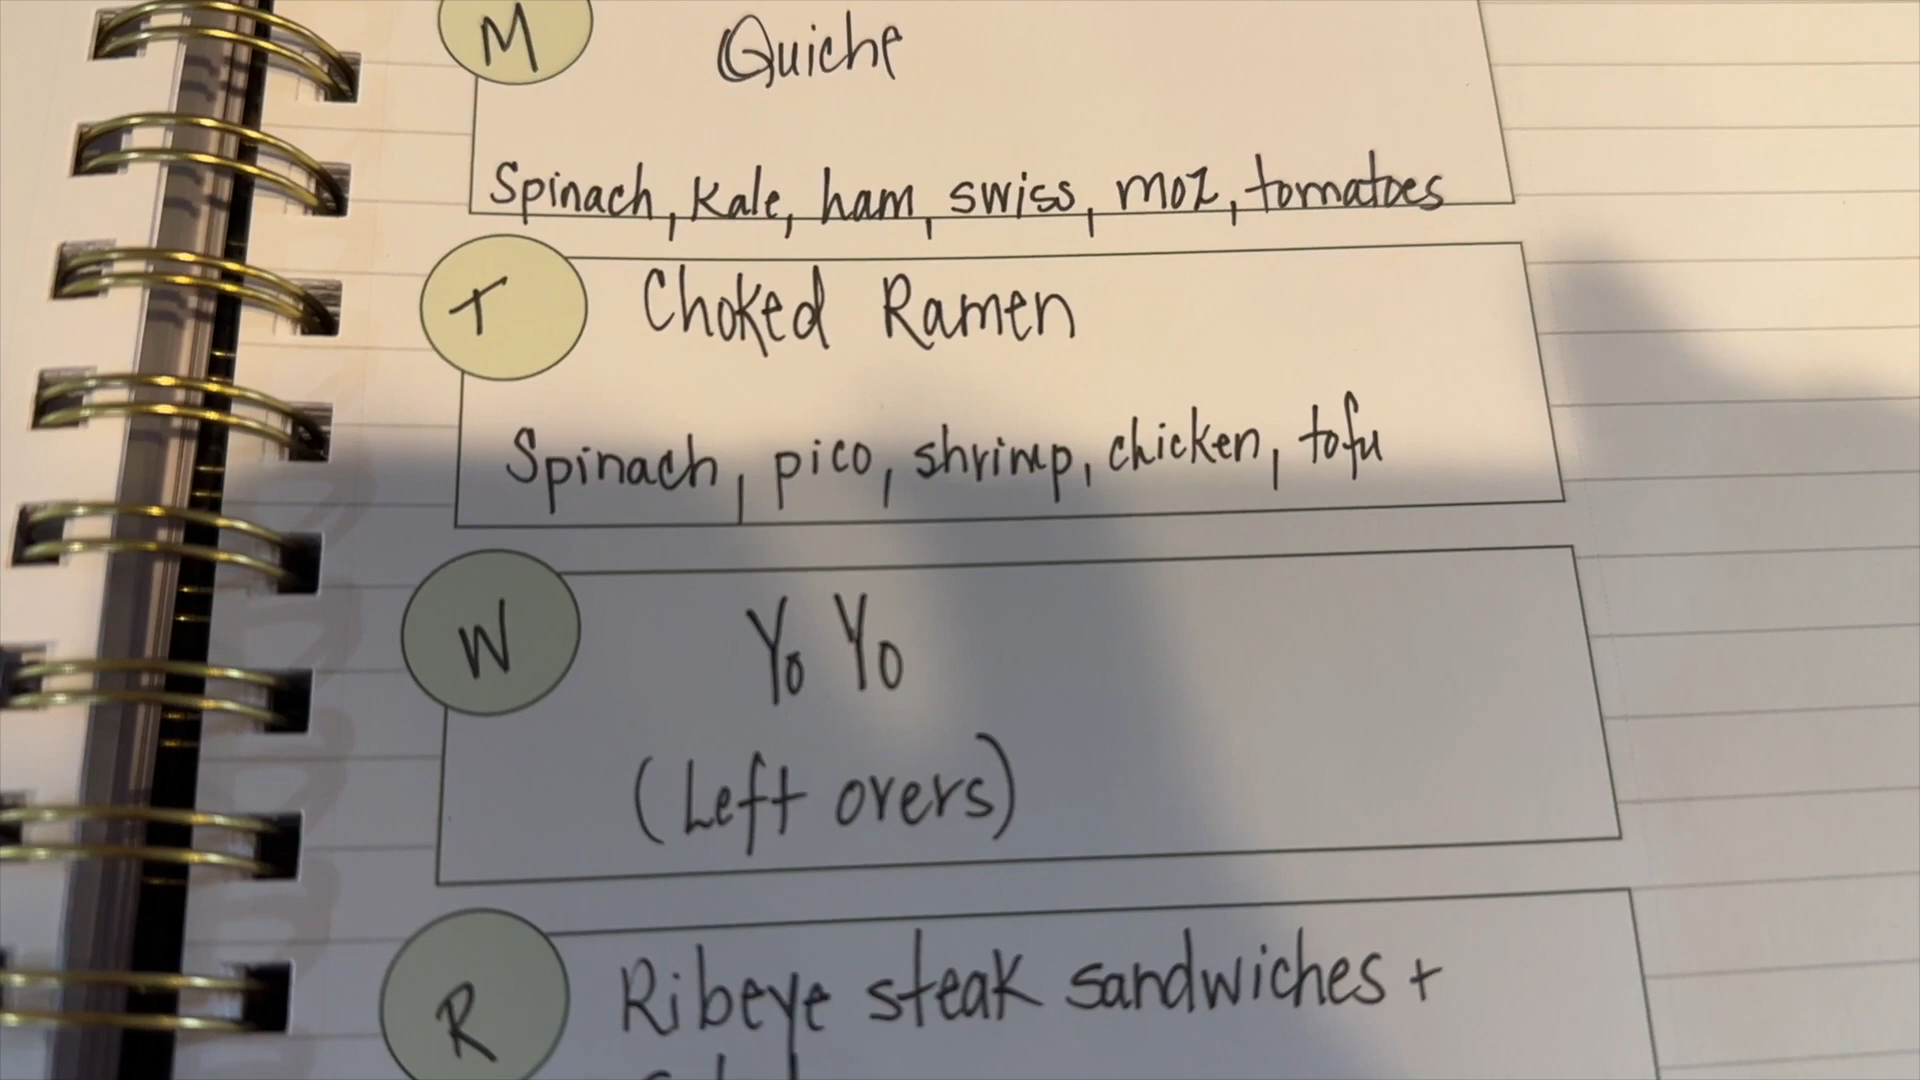 M
Quiche
Spinach, Kale, ham, swiss, moz, tomatoes
T
Choked Ramen
Spinach, pico, shrimp, chicken, tofu
W
Yo Yo
(Left overs)
R
Ribeye steak sandwiches +